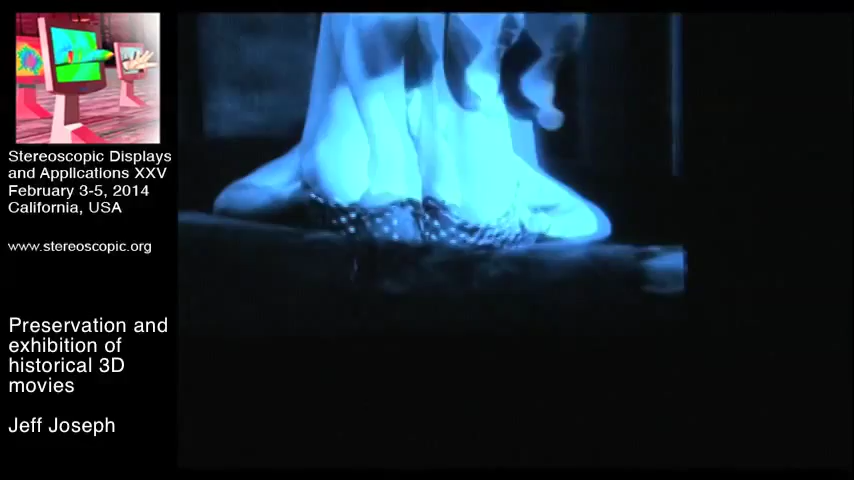 Stereoscopic Displays
and Applications XXV
February 3-5, 2014
California, USA
www.stereoscopic.org
Preservation and
exhibition of
historical 3D
movies
Jeff Joseph